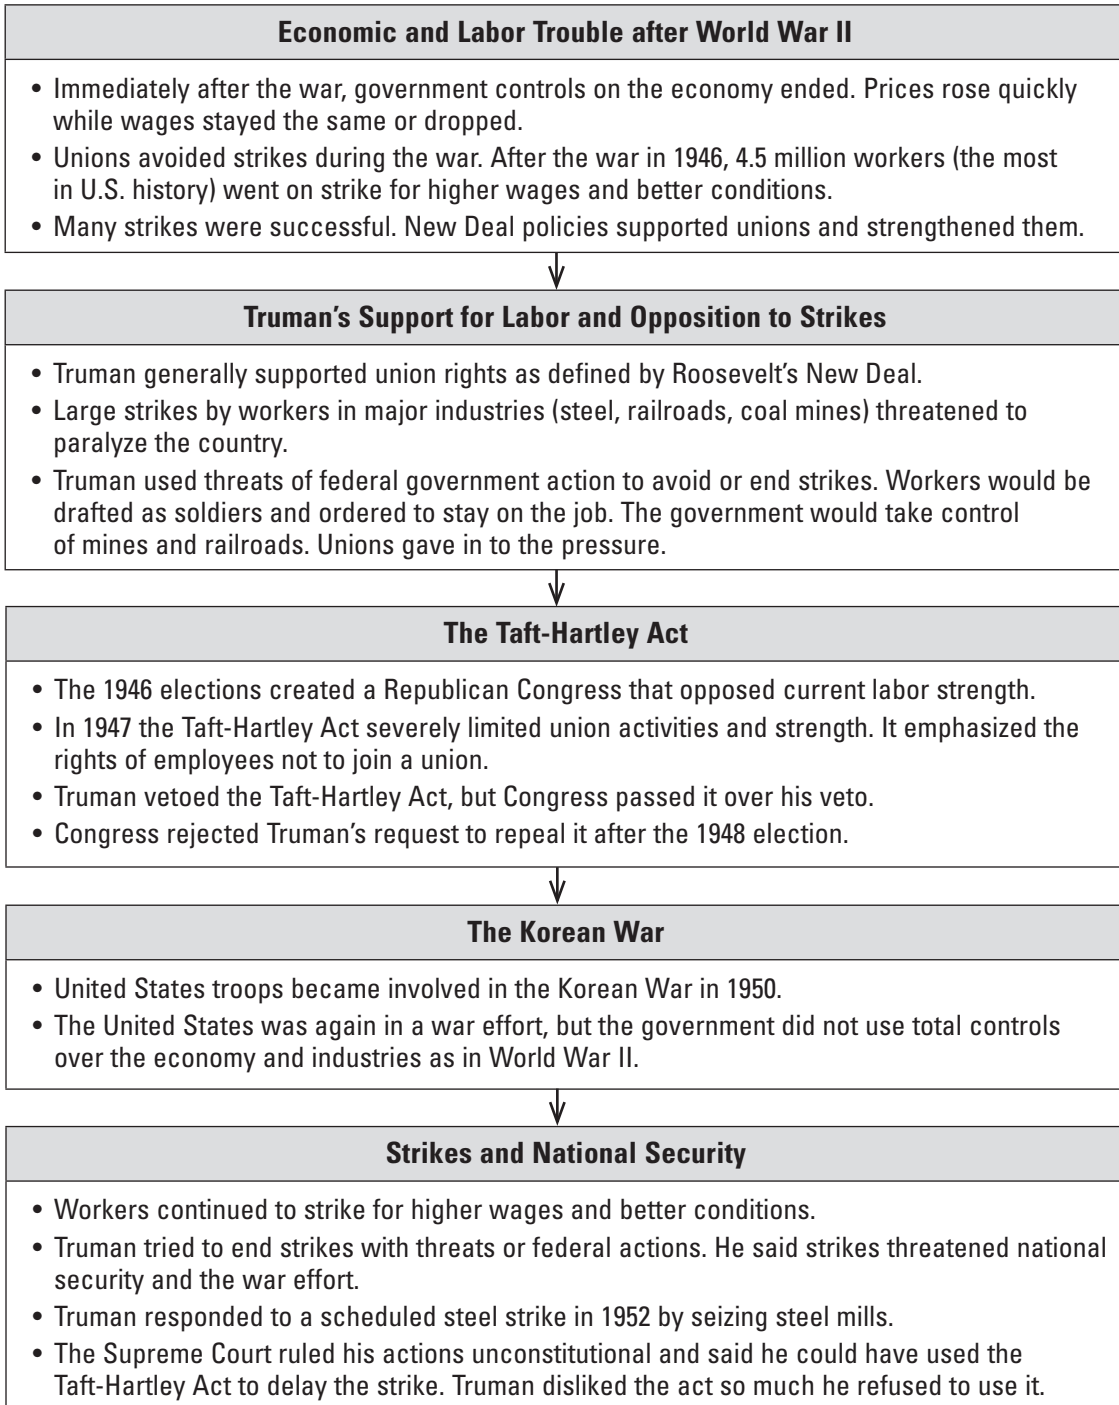 Economic and Labor Trouble after World War II
• Immediately after the war, government controls on the economy ended. Prices rose quickly
while wages stayed the same or dropped.
• Unions avoided strikes during the war. After the war in 1946, 4.5 million workers (the most
in U.S. history) went on strike for higher wages and better conditions.
• Many strikes were successful. New Deal policies supported unions and strengthened them.
Truman’s Support for Labor and Opposition to Strikes
• Truman generally supported union rights as defined by Roosevelt’s New Deal.
• Large strikes by workers in major industries (steel, railroads, coal mines) threatened to
paralyze the country.
• Truman used threats of federal government action to avoid or end strikes. Workers would be
drafted as soldiers and ordered to stay on the job. The government would take control
of mines and railroads. Unions gave in to the pressure.
The Taft-Hartley Act
• The 1946 elections created a Republican Congress that opposed current labor strength.
• In 1947 the Taft-Hartley Act severely limited union activities and strength. It emphasized the
rights of employees not to join a union.
• Truman vetoed the Taft-Hartley Act, but Congress passed it over his veto.
• Congress rejected Truman’s request to repeal it after the 1948 election.
The Korean War
• United States troops became involved in the Korean War in 1950.
• The United States was again in a war effort, but the government did not use total controls
over the economy and industries as in World War II.
Strikes and National Security
• Workers continued to strike for higher wages and better conditions.
• Truman tried to end strikes with threats or federal actions. He said strikes threatened national
security and the war effort.
• Truman responded to a scheduled steel strike in 1952 by seizing steel mills.
• The Supreme Court ruled his actions unconstitutional and said he could have used the
Taft-Hartley Act to delay the strike. Truman disliked the act so much he refused to use it.